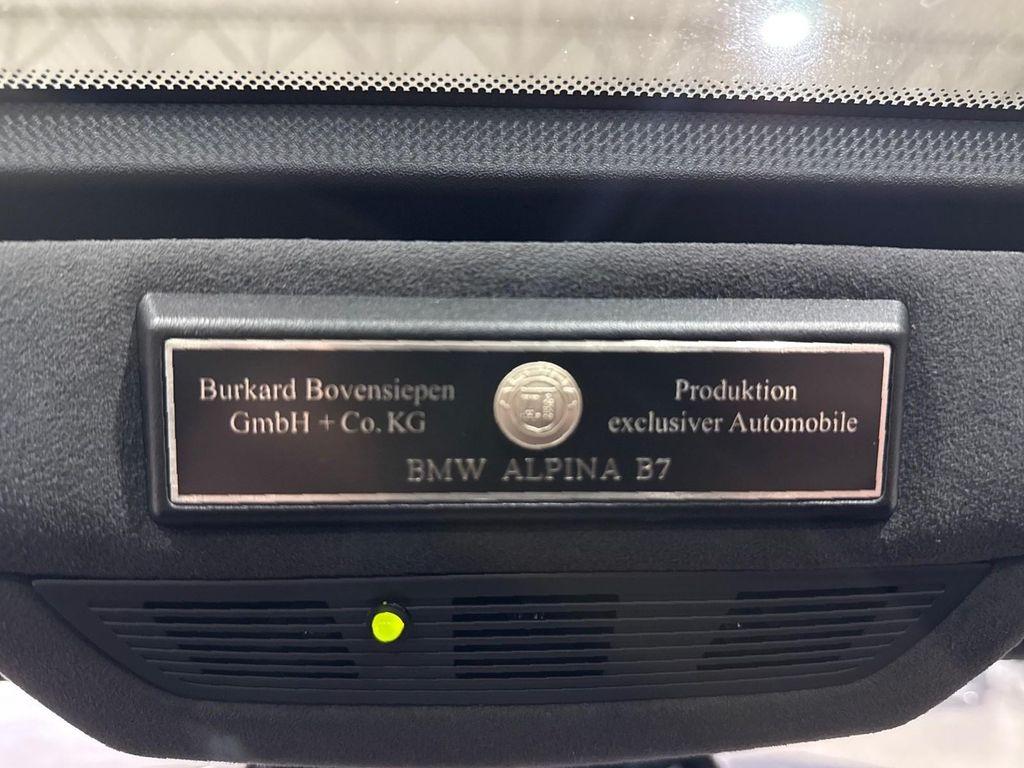 Burkard Bovensiepen
GmbH + Co. KG
Produktion
exclusiver Automobile
BMW ALPINA B7